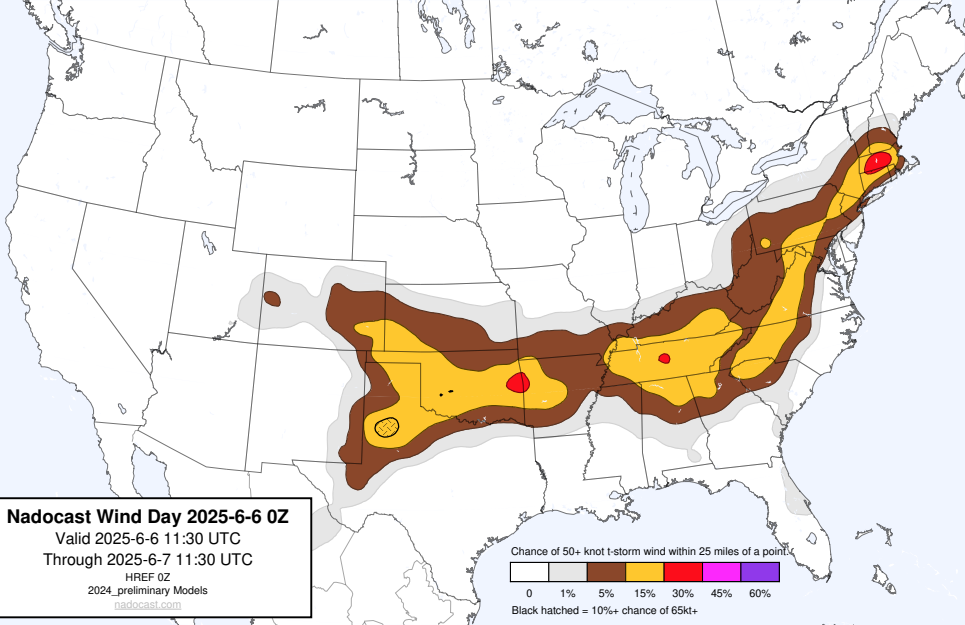 Nadocast Wind Day 2025-6-6 0Z
Valid 2025-6-6 11:30 UTC
Through 2025-6-7 11:30 UTC
HREF 0Z
2024_preliminary Models
nadocast.com
Chance of 50+ knot t-storm wind within 25 miles of a point.
0 1% 5% 15% 30% 45% 60%
Black hatched = 10%+ chance of 65kt+